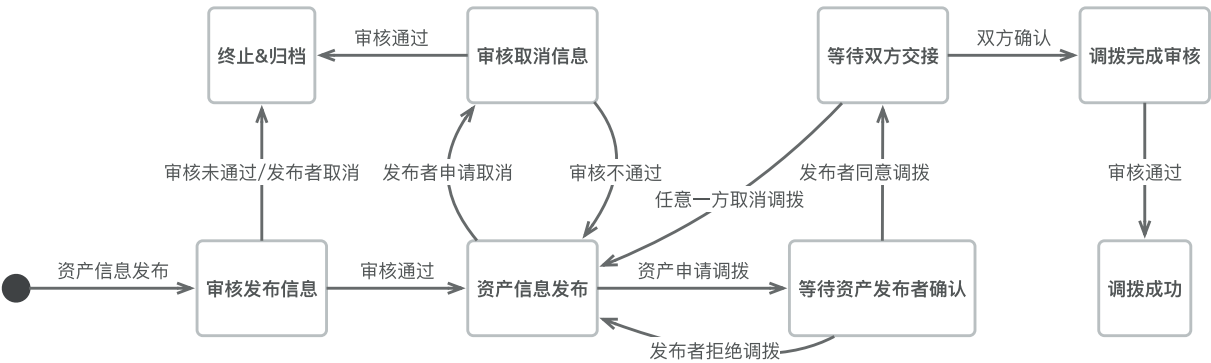 终止&归档
审核通过
审核取消信息
等待双方交接
双方确认
调拨完成审核
审核未通过/发布者取消
发布者申请取消
审核不通过
任意一方取消调拨
发布者同意调拨
审核通过
资产信息发布
审核发布信息
审核通过
资产信息发布
资产申请调拨
等待资产发布者确认
调拨成功
发布者拒绝调拨